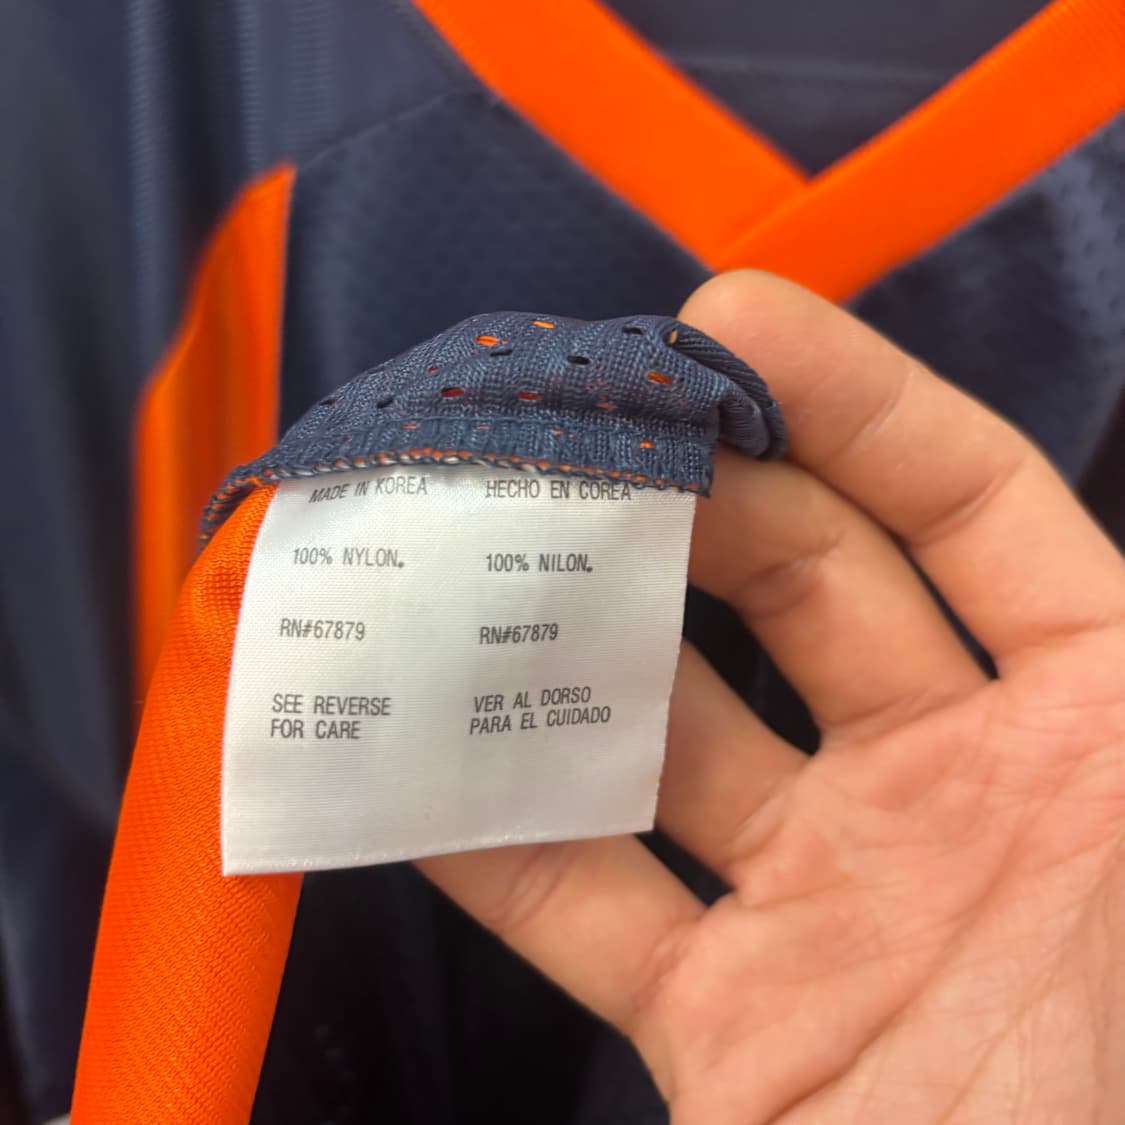 MADE IN KOREA
100% NYLON.
RN#67879
SEE REVERSE
FOR CARE
HECHO EN COREA
100% NILON.
RN#67879
VER AL DORSO
PARA EL CUIDADO